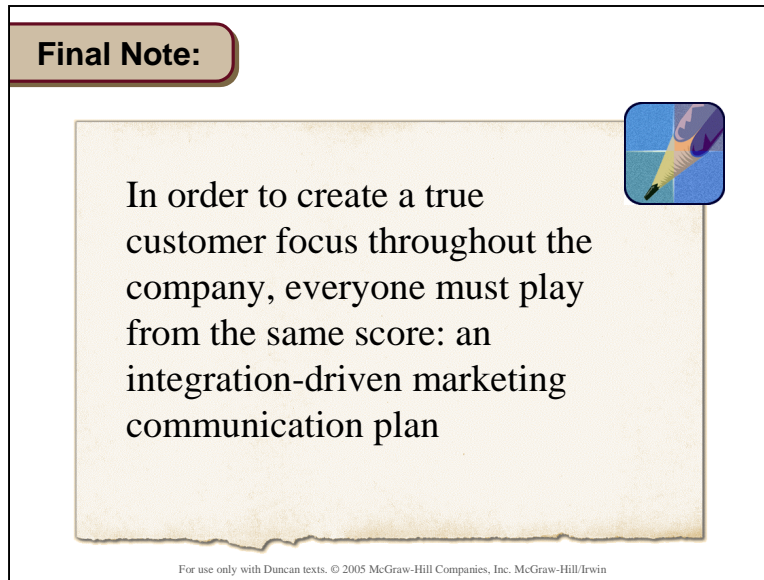 Final Note:
In order to create a true
customer focus throughout the
company, everyone must play
from the same score: an
integration-driven marketing
communication plan
For use only with Duncan texts. © 2005 McGraw-Hill Companies, Inc. McGraw-Hill/Irwin